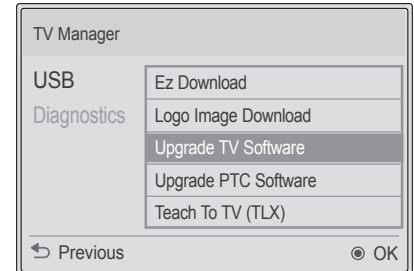 TV Manager
USB
Diagnostics
Ez Download
Logo Image Download
Upgrade TV Software
Upgrade PTC Software
Teach To TV (TLX)
Previous
OK